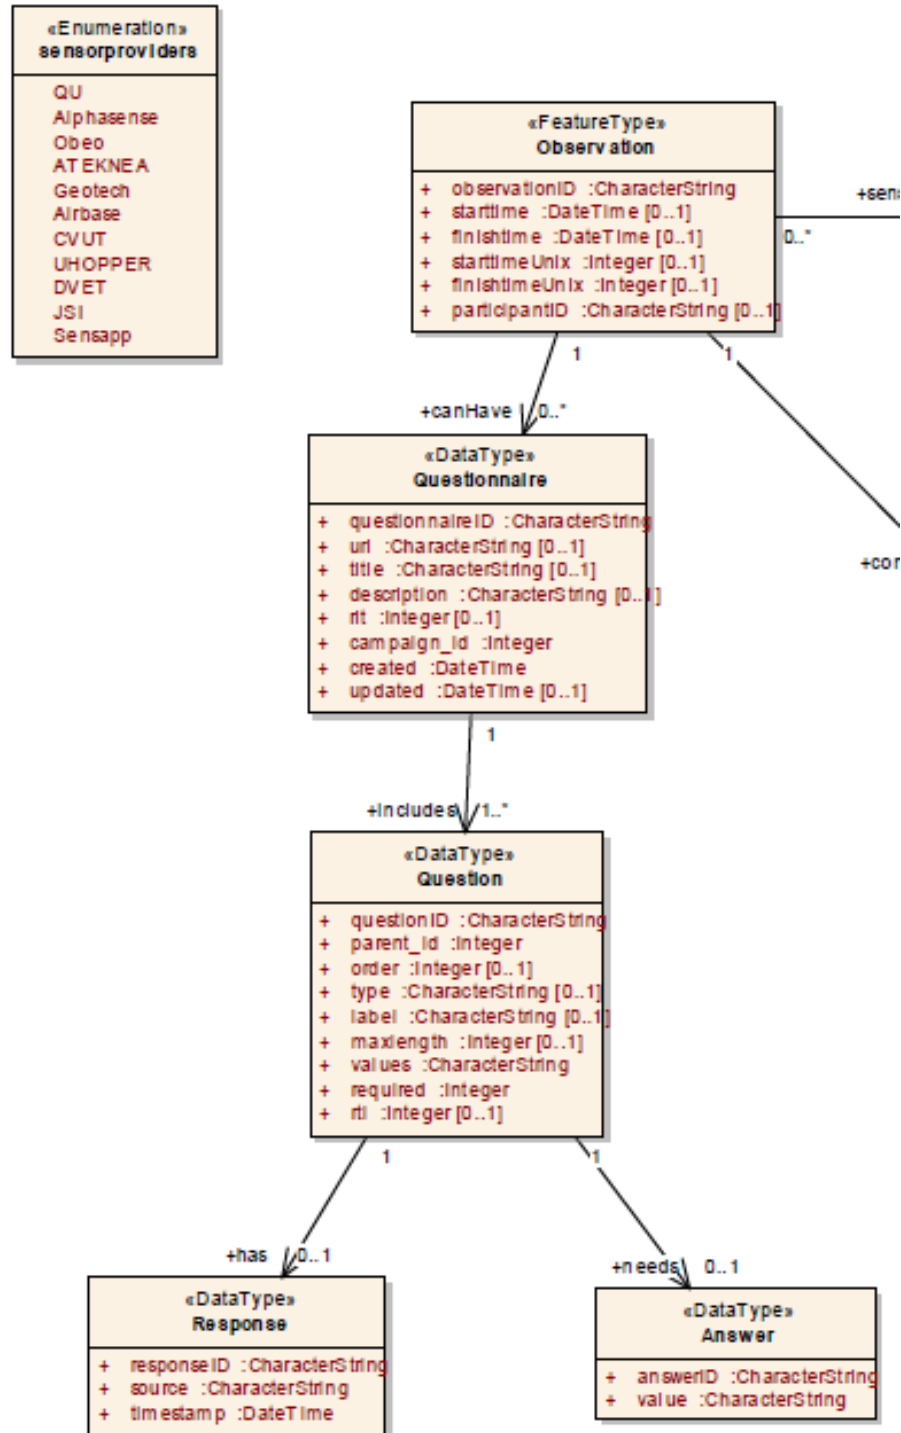 «Enumeration»
sensorproviders
QU
Alphasense
Obeo
ATEKNEA
Geotech
Airbase
CVUT
UHOPPER
DVET
JSI
Sensapp
«FeatureType»
Observation
+ observationID :CharacterString
+ starttime :DateTime [0..1]
+ finishtime :DateTime [0..1]
+ starttimeUnix :Integer [0..1]
+ finishtimeUnix :Integer [0..1]
+ participantID :CharacterString [0..1]
+sens
0..*
1
1
+canHave
0..*
+con
«DataType»
Questionnaire
+ questionnaireID :CharacterString
+ url :CharacterString [0..1]
+ title :CharacterString [0..1]
+ description :CharacterString [0..1]
+ rlt :Integer [0..1]
+ campaign_id :Integer
+ created :DateTime
+ updated :DateTime [0..1]
1
+includes
1..*
«DataType»
Question
+ questionID :CharacterString
+ parent_id :Integer
+ order :Integer [0..1]
+ type :CharacterString [0..1]
+ label :CharacterString [0..1]
+ maxlength :Integer [0..1]
+ values :CharacterString
+ required :Integer
+ rtl :Integer [0..1]
1
1
+has
0..1
+needs
0..1
«DataType»
Response
+ responseID :CharacterString
+ source :CharacterString
+ timestamp :DateTime
«DataType»
Answer
+ answerID :CharacterString
+ value :CharacterString